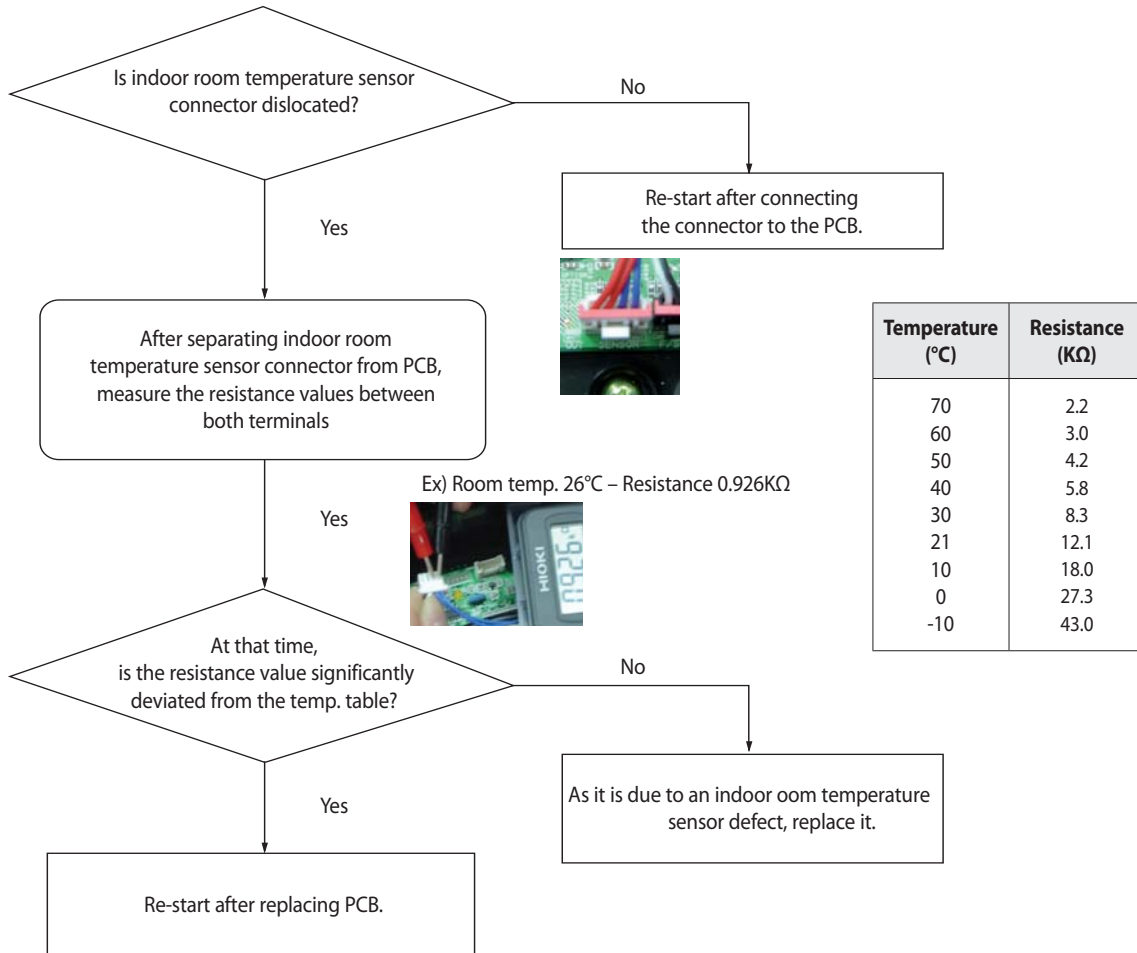 Is indoor room temperature sensor
connector dislocated?
No
Re-start after connecting
the connector to the PCB.
Yes
After separating indoor room
temperature sensor connector from PCB,
measure the resistance values between
both terminals
Ex) Room temp. 26°C – Resistance 0.926KΩ
HIOKI
0.926
Yes
At that time,
is the resistance value significantly
deviated from the temp. table?
No
As it is due to an indoor oom temperature
sensor defect, replace it.
Yes
Re-start after replacing PCB.
Temperature Resistance
(°C) (KΩ)
70 2.2
60 3.0
50 4.2
40 5.8
30 8.3
21 12.1
10 18.0
0 27.3
-10 43.0